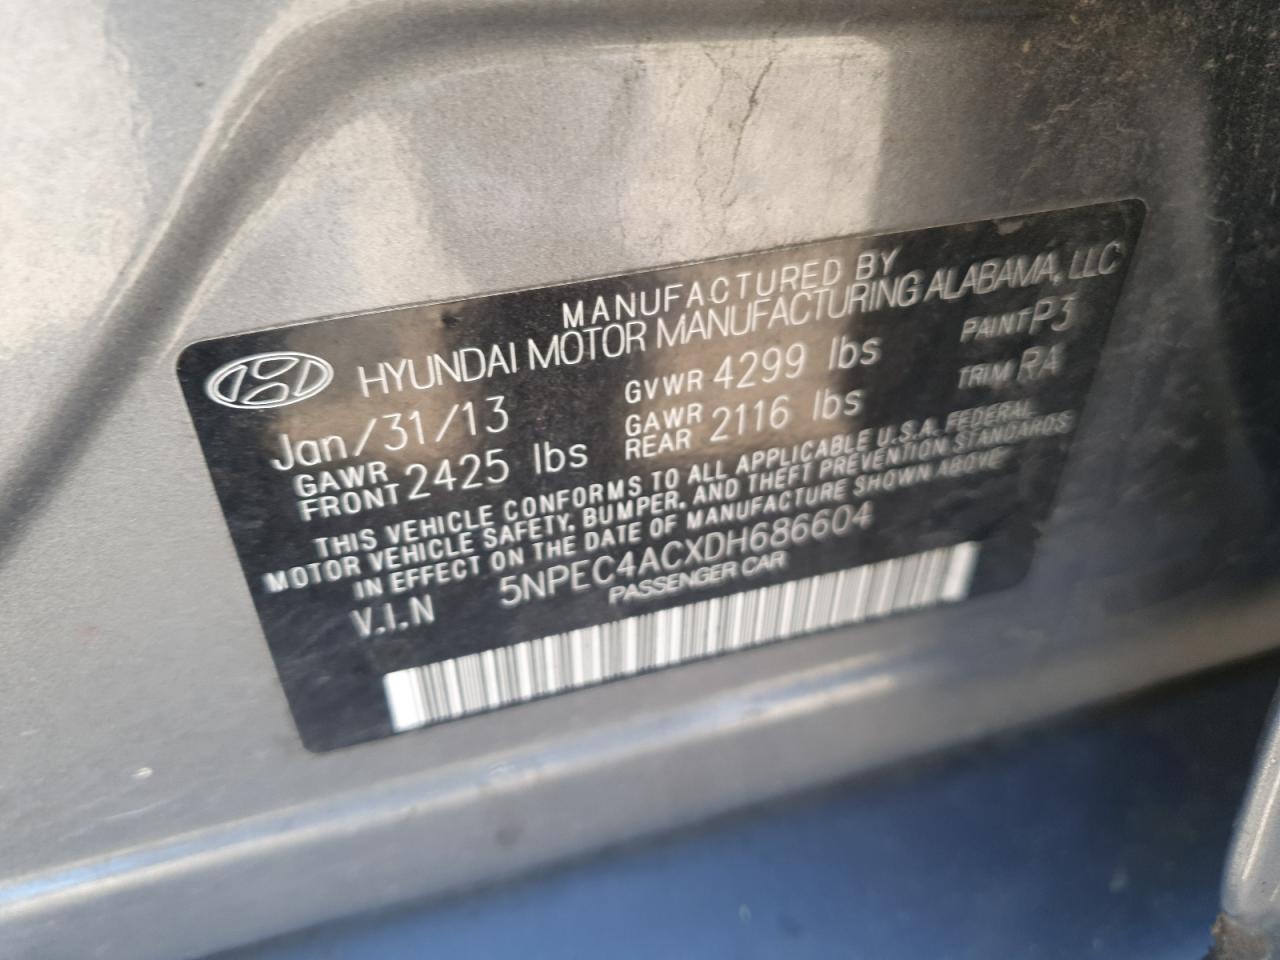 MANUFACTURED BY
HYUNDAI MOTOR MANUFACTURING ALABAMA, LLC
Jan/31/13 GVWR 4299 lbs PAINT P3
GAWR FRONT 2425 lbs GAWR REAR 2116 lbs TRIM RA
THIS VEHICLE CONFORMS TO ALL APPLICABLE U.S.A. FEDERAL
MOTOR VEHICLE SAFETY, BUMPER, AND THEFT PREVENTION STANDARDS
IN EFFECT ON THE DATE OF MANUFACTURE SHOWN ABOVE
V.I.N 5NPEC4ACXDH686604
PASSENGER CAR